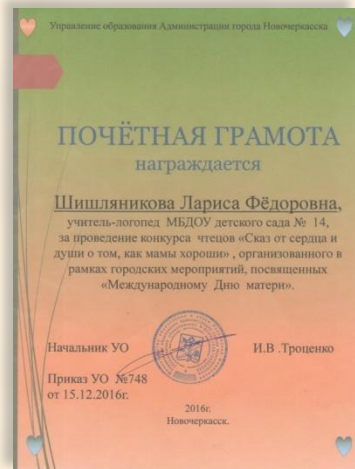 Управление образования Администрации города Новочеркасска
ПОЧЁТНАЯ ГРАМОТА
награждается
Шишляникова Лариса Фёдоровна,
учитель-логопед МБДОУ детского сада № 14,
за проведение конкурса чтецов «Сказ от сердца и
души о том, как мамы хороши» , организованного в
рамках городских мероприятий, посвященных
«Международному Дню матери».
Начальник УО И.В .Троценко
Приказ УО №748
от 15.12.2016г.
2016г.
Новочеркасск.